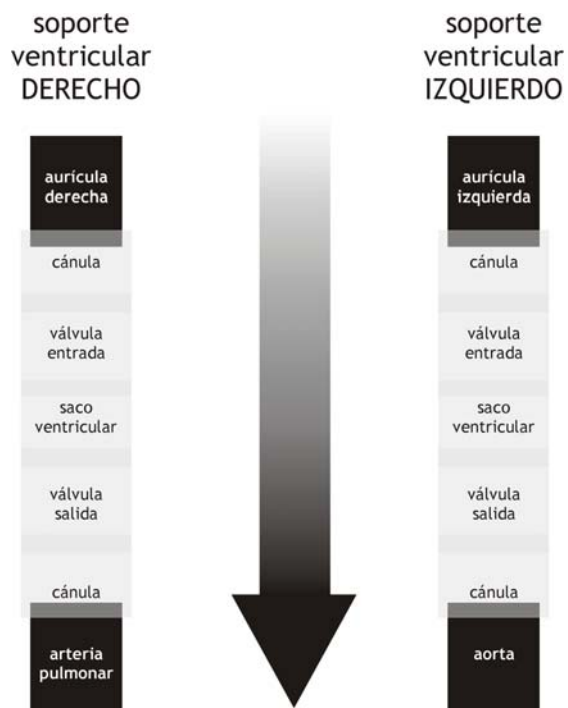 soporte
ventricular
DERECHO
aurícula
derecha
cánula
válvula
entrada
saco
ventricular
válvula
salida
cánula
arteria
pulmonar
soporte
ventricular
IZQUIERDO
aurícula
izquierda
cánula
válvula
entrada
saco
ventricular
válvula
salida
cánula
aorta